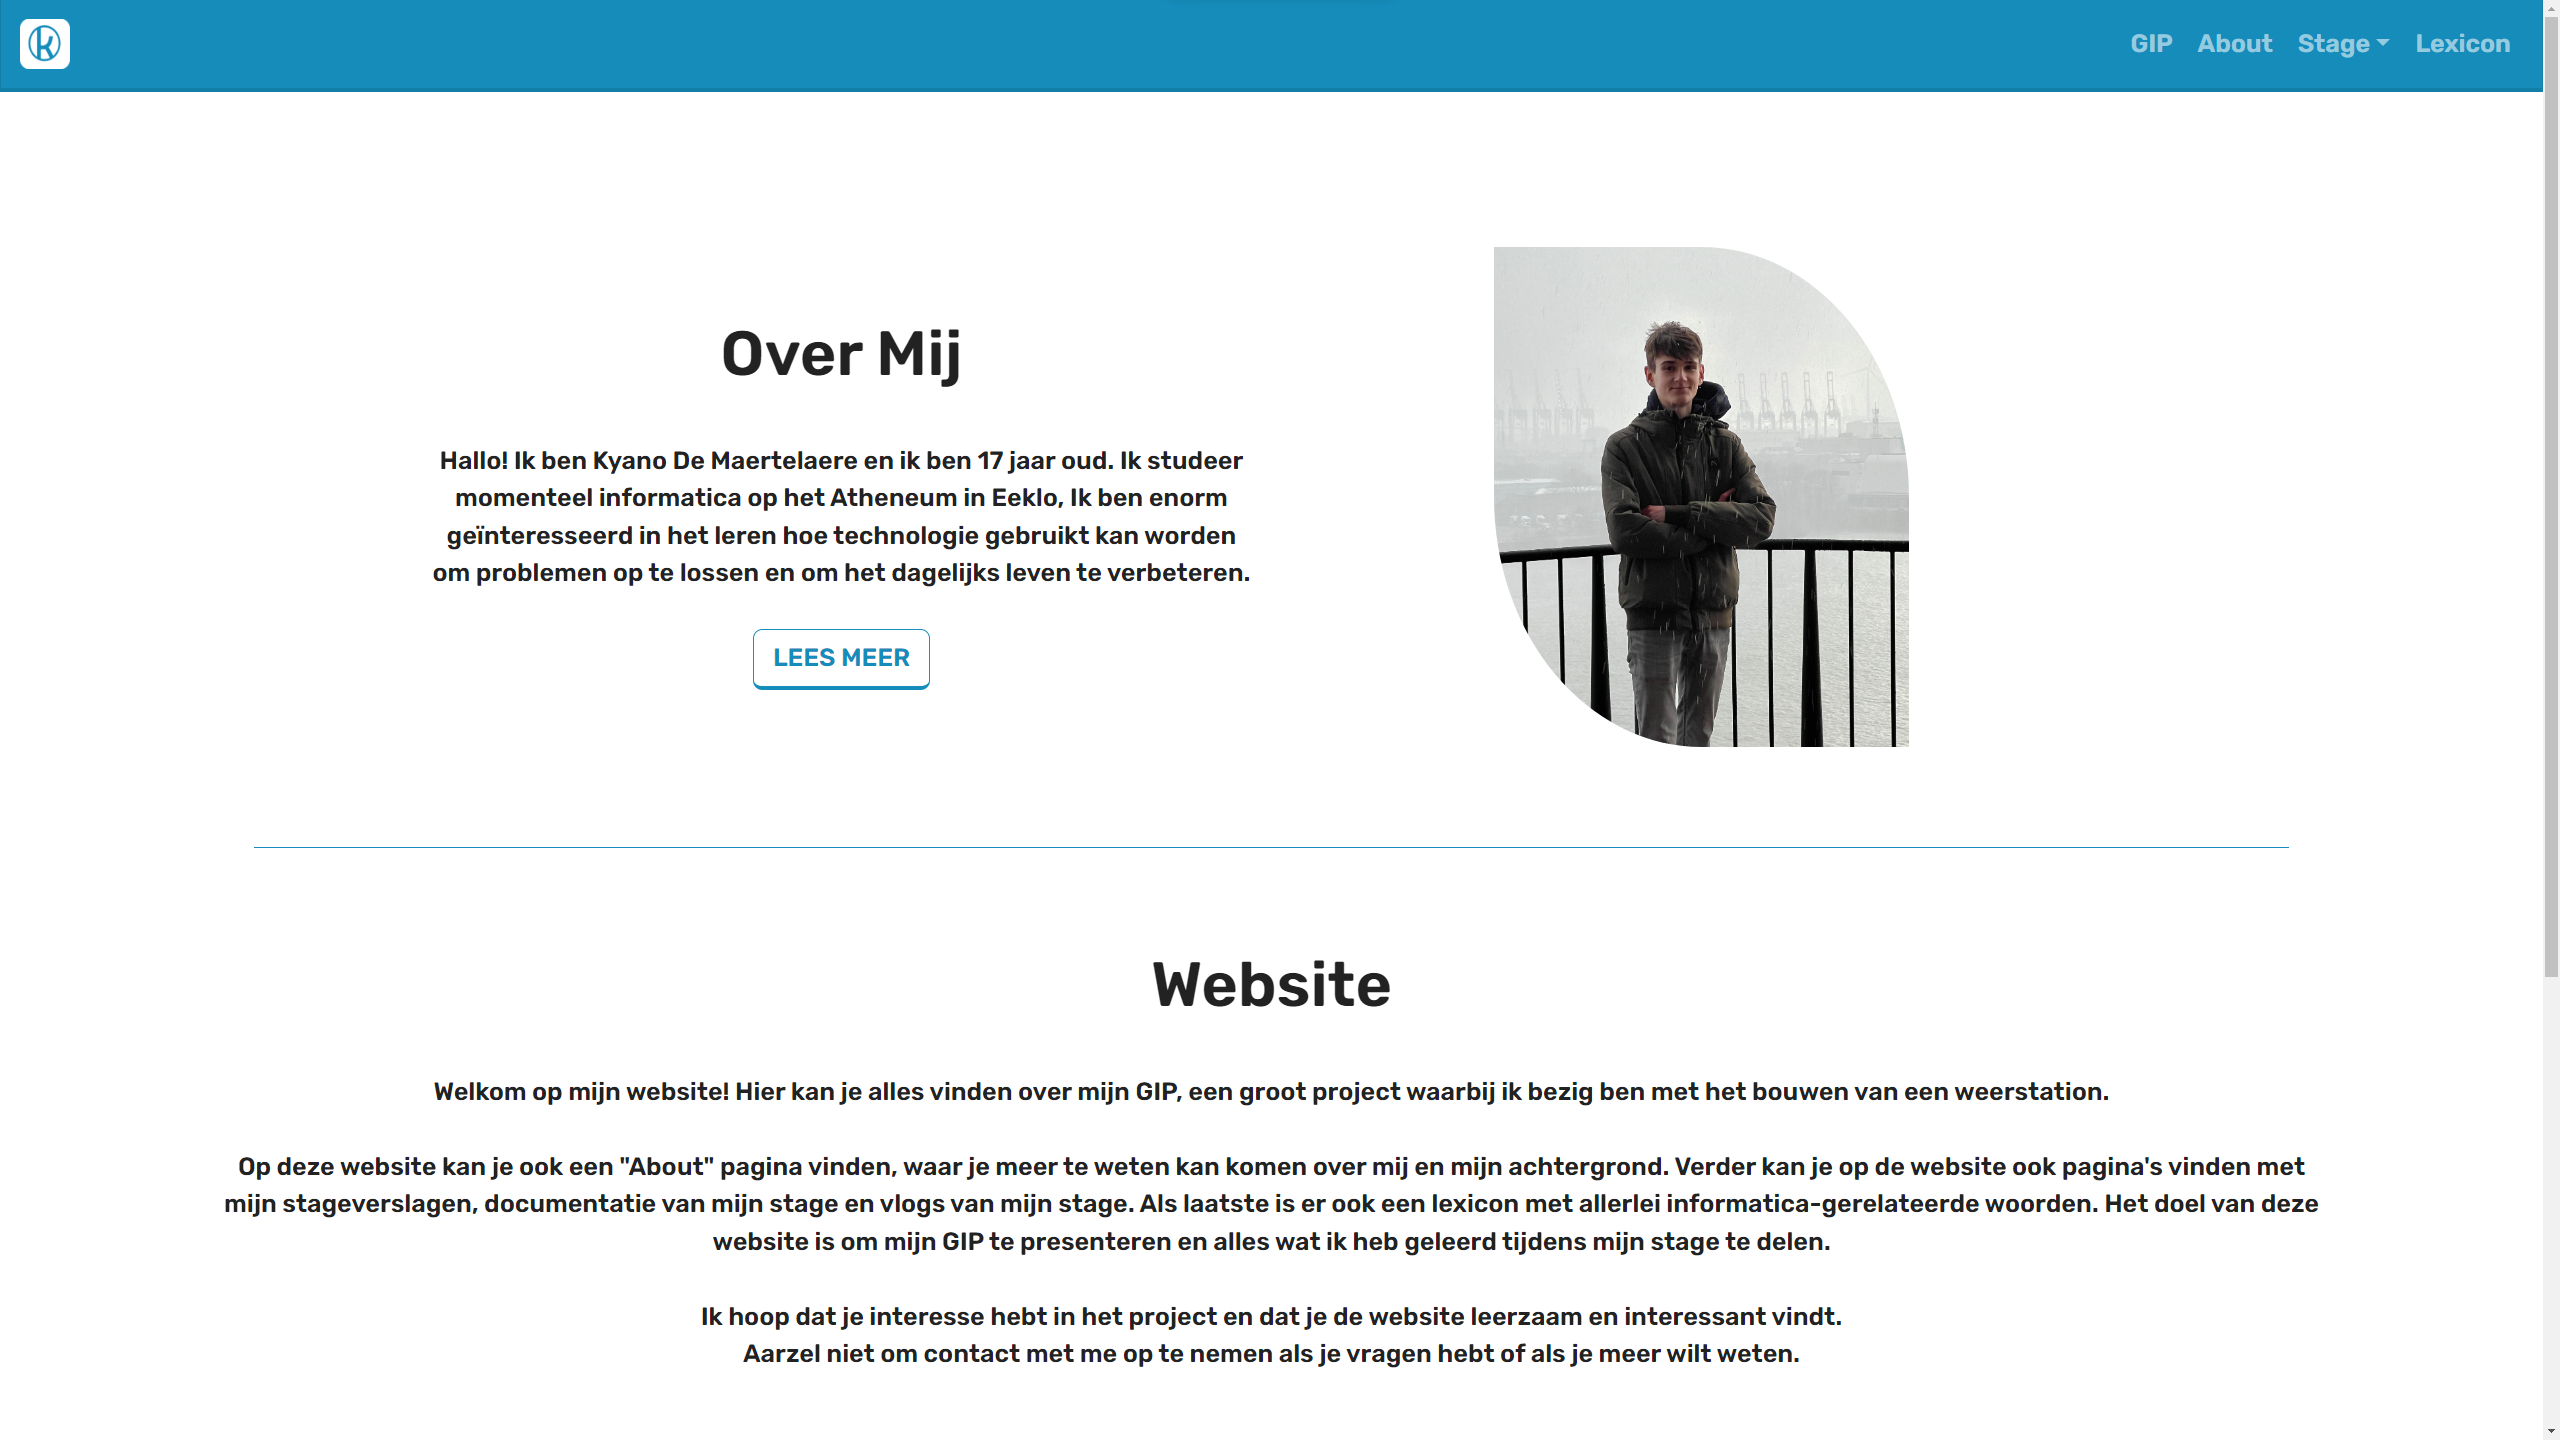 k
GIP About Stage Lexicon
Over Mij
Hallo! Ik ben Kyano De Maertelaere en ik ben 17 jaar oud. Ik studeer
momenteel informatica op het Atheneum in Eeklo, Ik ben enorm
geïnteresseerd in het leren hoe technologie gebruikt kan worden
om problemen op te lossen en om het dagelijks leven te verbeteren.
LEES MEER
Website
Welkom op mijn website! Hier kan je alles vinden over mijn GIP, een groot project waarbij ik bezig ben met het bouwen van een weerstation.
Op deze website kan je ook een "About" pagina vinden, waar je meer te weten kan komen over mij en mijn achtergrond. Verder kan je op de website ook pagina's vinden met
mijn stageverslagen, documentatie van mijn stage en vlogs van mijn stage. Als laatste is er ook een lexicon met allerlei informatica-gerelateerde woorden. Het doel van deze
website is om mijn GIP te presenteren en alles wat ik heb geleerd tijdens mijn stage te delen.
Ik hoop dat je interesse hebt in het project en dat je de website leerzaam en interessant vindt.
Aarzel niet om contact met me op te nemen als je vragen hebt of als je meer wilt weten.